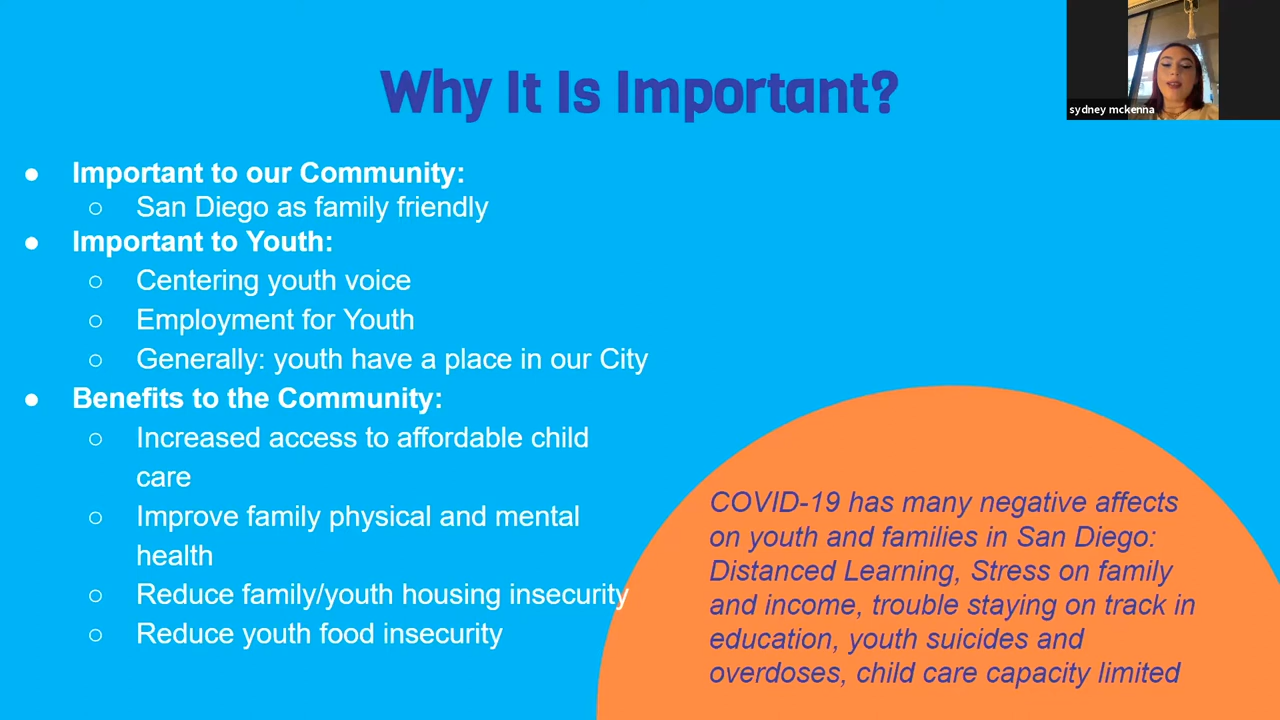 Why It Is Important?
sydney mckenna
● Important to our Community:
○ San Diego as family friendly
● Important to Youth:
○ Centering youth voice
○ Employment for Youth
○ Generally: youth have a place in our City
● Benefits to the Community:
○ Increased access to affordable child
care
○ Improve family physical and mental
health
○ Reduce family/youth housing insecurity
○ Reduce youth food insecurity
COVID-19 has many negative affects
on youth and families in San Diego:
Distanced Learning, Stress on family
and income, trouble staying on track in
education, youth suicides and
overdoses, child care capacity limited